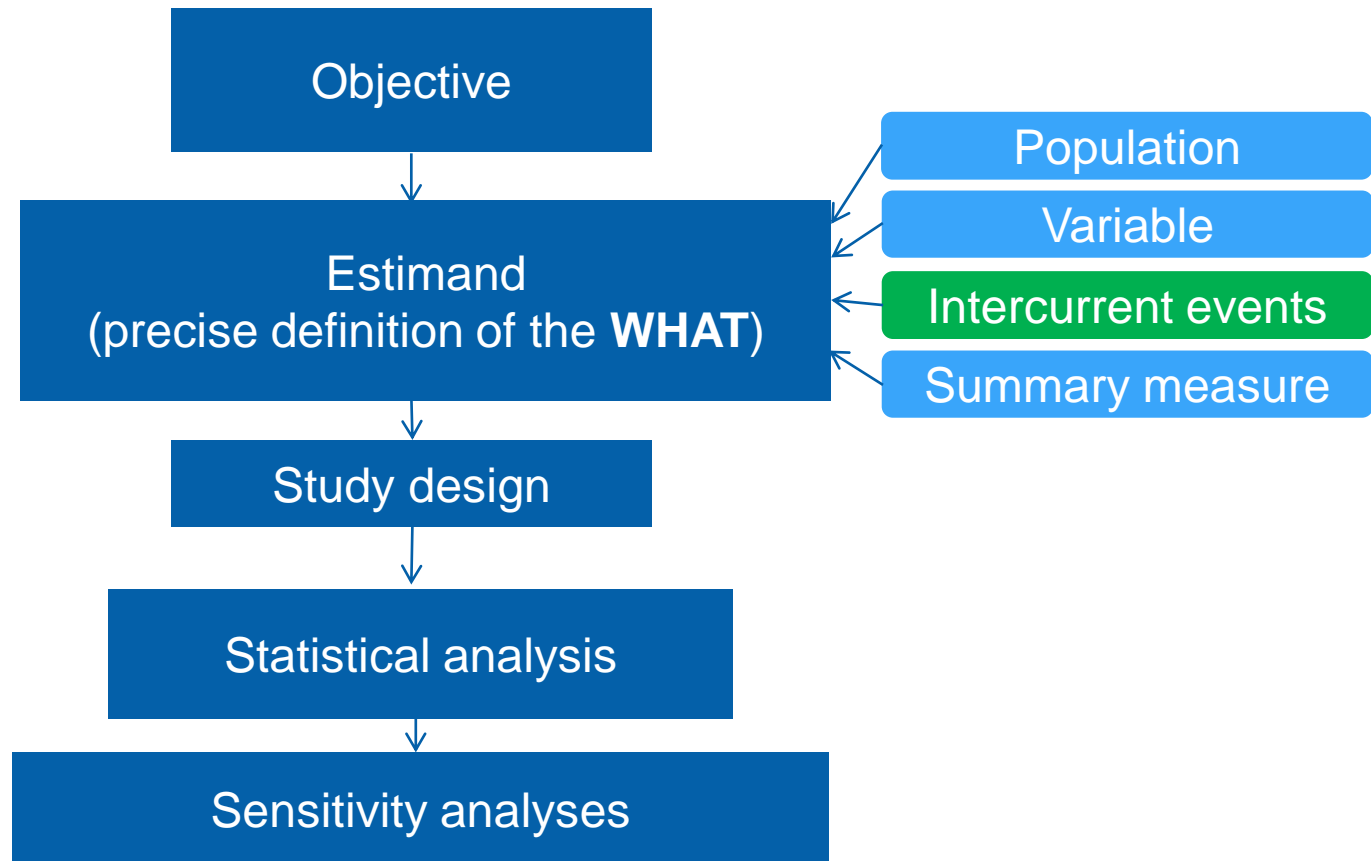 Objective
Estimand
(precise definition of the WHAT)
Population
Variable
Intercurrent events
Summary measure
Study design
Statistical analysis
Sensitivity analyses